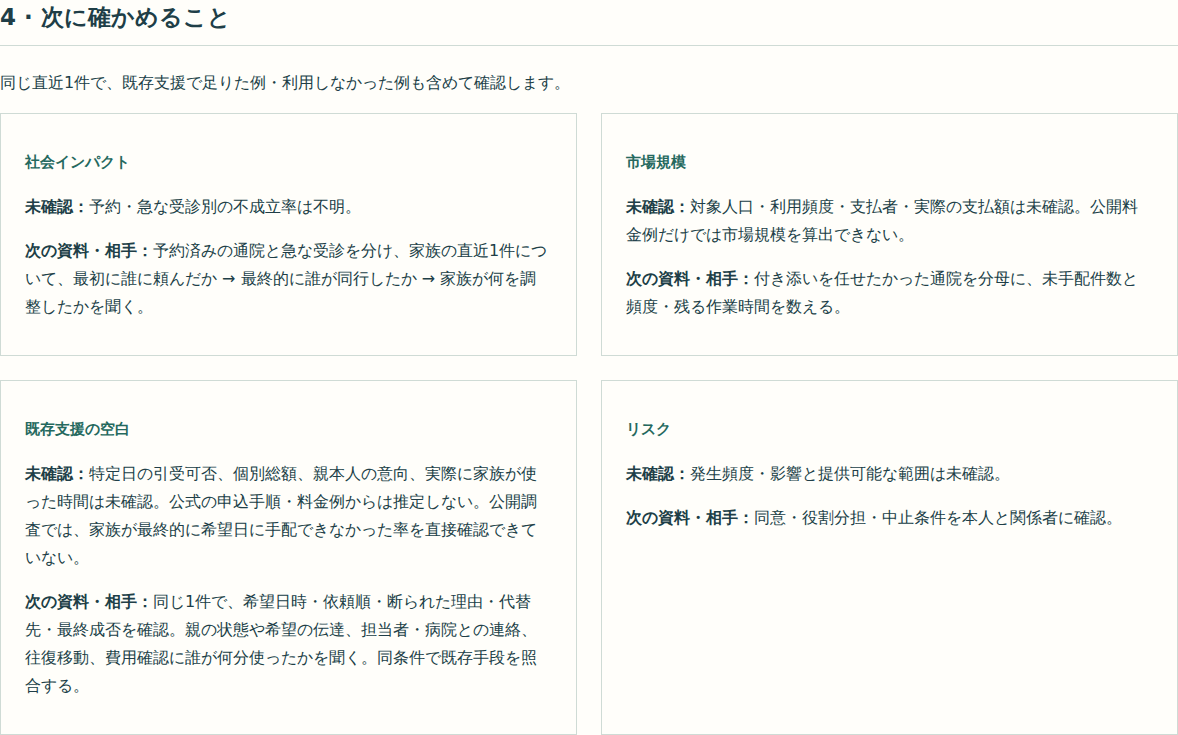 4・次に確かめること
同じ直近1件で、既存支援で足りた例・利用しなかった例も含めて確認します。
社会インパクト
未確認：予約・急な受診別の不成立率は不明。
次の資料・相手：予約済みの通院と急な受診を分け、家族の直近1件につ
いて、最初に誰に頼んだか → 最終的に誰が同行したか → 家族が何を調
整したかを聞く。
市場規模
未確認：対象人口・利用頻度・支払者・実際の支払額は未確認。公開料
金例だけでは市場規模を算出できない。
次の資料・相手：付き添いを任せたかった通院を分母に、未手配件数と
頻度・残る作業時間を数える。
既存支援の空白
未確認：特定日の引受可否、個別総額、親本人の意向、実際に家族が使
った時間は未確認。公式の申込手順・料金例からは推定しない。公開調
査では、家族が最終的に希望日に手配できなかった率を直接確認できて
いない。
次の資料・相手：同じ1件で、希望日時・依頼順・断られた理由・代替
先・最終成否を確認。親の状態や希望の伝達、担当者・病院との連絡、
往復移動、費用確認に誰が何分使ったかを聞く。同条件で既存手段を照
合する。
リスク
未確認：発生頻度・影響と提供可能な範囲は未確認。
次の資料・相手：同意・役割分担・中止条件を本人と関係者に確認。